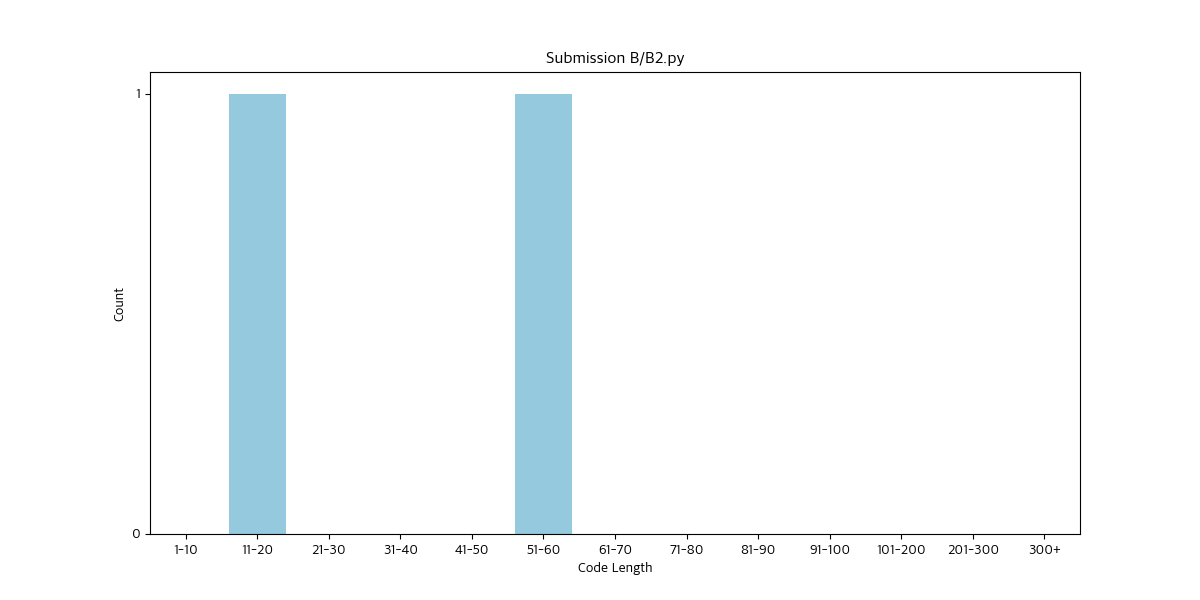 Submission B/B2.py
1
Count
0
1-10 11-20 21-30 31-40 41-50 51-60 61-70 71-80 81-90 91-100 101-200 201-300 300+
Code Length